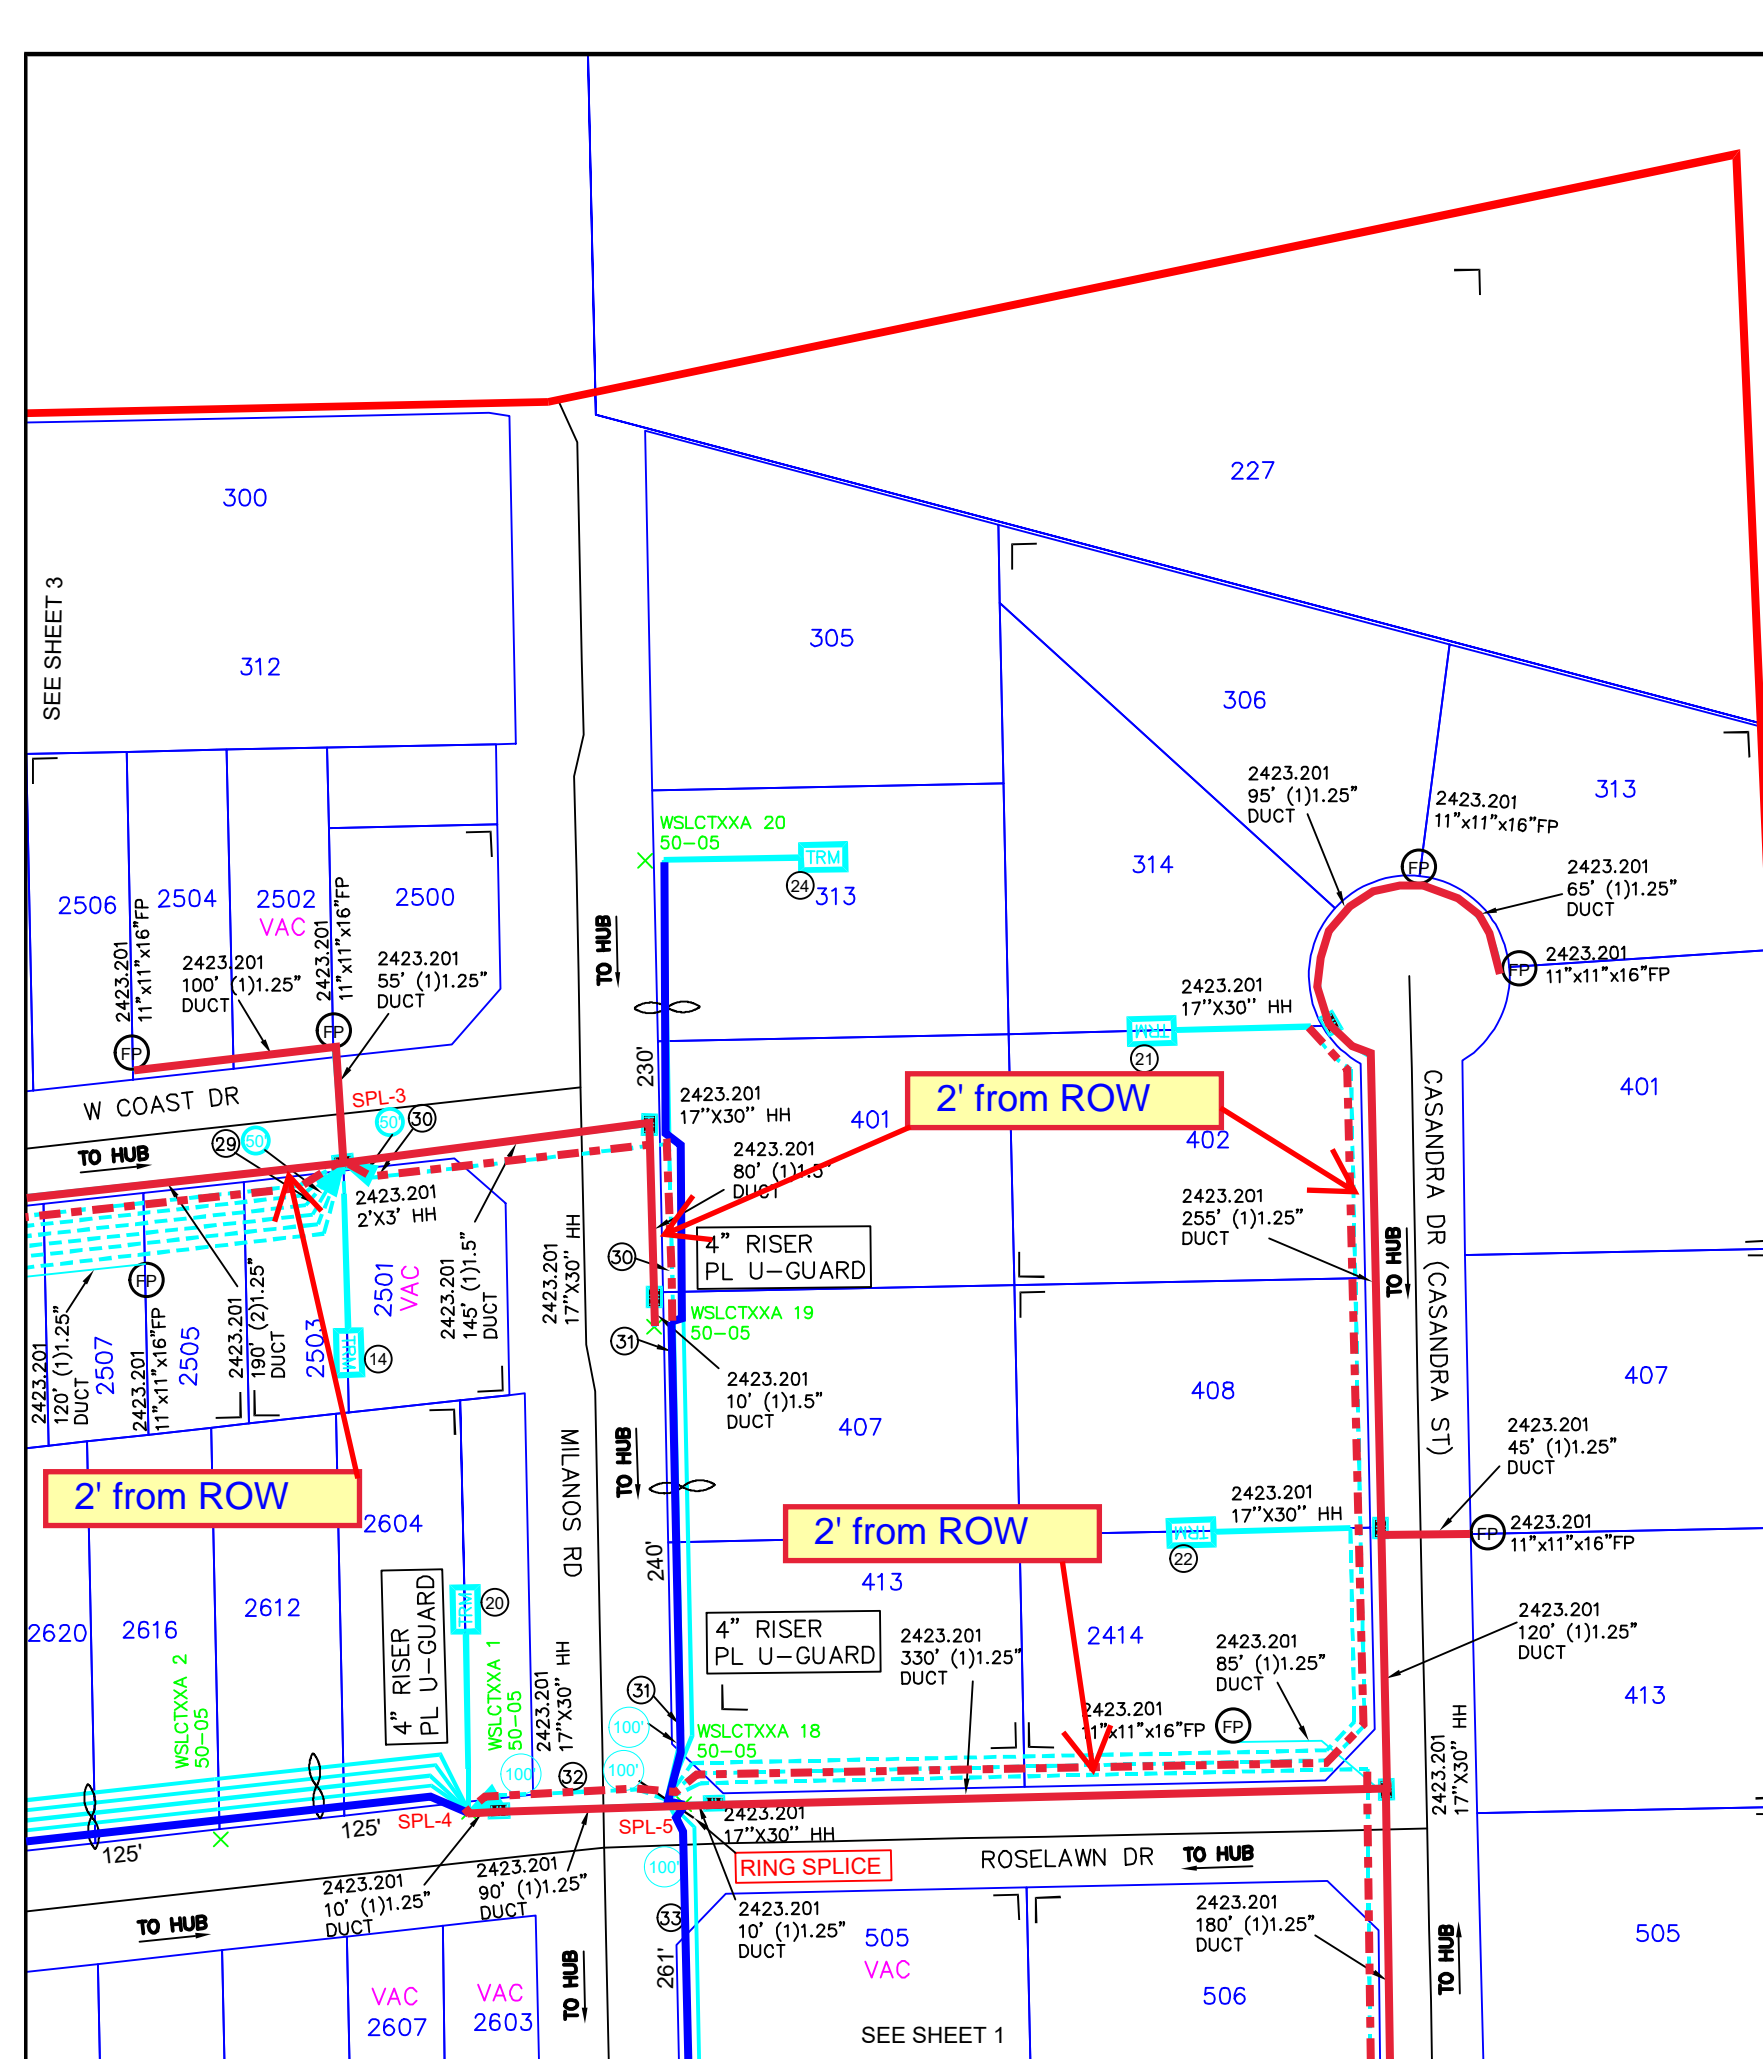 227
300
SEE SHEET 3
305
312
306
2423.201
95' (1)1.25"
DUCT
2423.201
11"x11"x16"FP
313
WSLCTXXA 20
50-05
TRM
24
313
314
FP
2423.201
65' (1)1.25"
DUCT
2506
2504
2502
VAC
2500
2423.201
11"x11"x16"FP
2423.201
11"x11"x16"FP
2423.201
100' (1)1.25"
DUCT
2423.201
55' (1)1.25"
DUCT
TO HUB
FP
2423.201
11"x11"x16"FP
2423.201
17"X30" HH
FP
FP
TRM
21
230'
W COAST DR
SPL-3
50'
30
29
50'
TO HUB
2423.201
17"X30" HH
401
2' from ROW
402
401
CASANDRA DR (CASANDRA ST)
2423.201
80' (1)1.5"
DUCT
2423.201
2'X3' HH
2423.201
255' (1)1.25"
DUCT
TO HUB
4" RISER
PL U-GUARD
30
FP
2501
VAC
2423.201
145' (1)1.5"
DUCT
2423.201
17"X30" HH
WSLCTXXA 19
50-05
31
2423.201
120' (1)1.25"
DUCT
2507
2423.201
11"x11"x16"FP
2505
2423.201
190' (2)1.25"
DUCT
2503
TRM
14
2423.201
10' (1)1.5"
DUCT
408
407
407
2423.201
45' (1)1.25"
DUCT
TO HUB
MILANOS RD
2' from ROW
2604
2' from ROW
2423.201
17"X30" HH
TRM
22
FP
2423.201
11"x11"x16"FP
240'
413
2620
2616
2612
4" RISER
PL U-GUARD
TRM
20
4" RISER
PL U-GUARD
2423.201
330' (1)1.25"
DUCT
2414
2423.201
85' (1)1.25"
DUCT
2423.201
120' (1)1.25"
DUCT
413
WSLCTXXA 2
50-05
WSLCTXXA 1
50-05
2423.201
17"X30" HH
31
100'
WSLCTXXA 18
50-05
2423.201
11"x11"x16"FP
FP
2423.201
17"X30" HH
100'
32
100'
125'
125'
SPL-4
SPL-5
2423.201
17"X30" HH
RING SPLICE
ROSELAWN DR
TO HUB
100'
2423.201
10' (1)1.25"
DUCT
2423.201
90' (1)1.25"
DUCT
TO HUB
33
261'
2423.201
10' (1)1.25"
DUCT
505
VAC
2423.201
180' (1)1.25"
DUCT
TO HUB
505
TO HUB
VAC
2607
VAC
2603
506
SEE SHEET 1